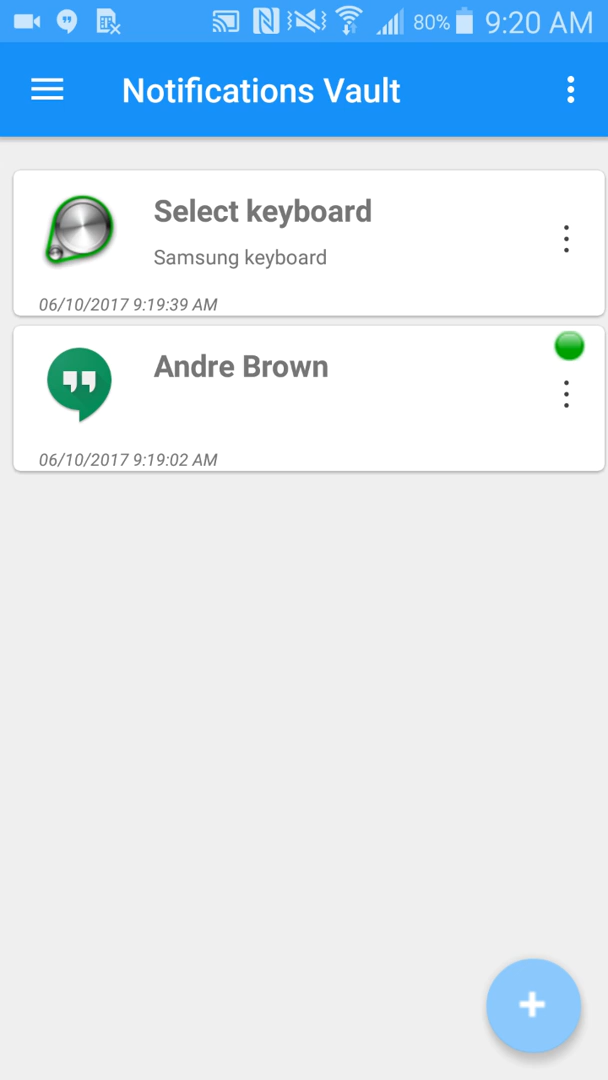 80% 9:20 AM
Notifications Vault
Select keyboard
Samsung keyboard
06/10/2017 9:19:39 AM
Andre Brown
06/10/2017 9:19:02 AM